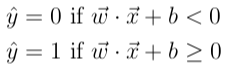 ŷ = 0 if w⃗ · x⃗ + b < 0
ŷ = 1 if w⃗ · x⃗ + b ≥ 0